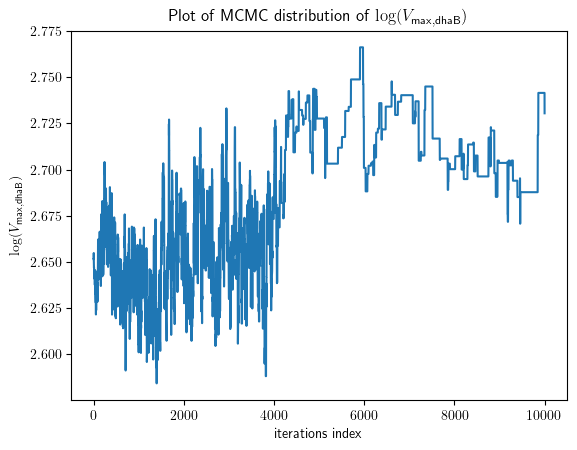 Plot of MCMC distribution of log(V_max,dhaB)
2.775
2.750
2.725
2.700
2.675
2.650
2.625
2.600
log(V_max,dhaB)
0 2000 4000 6000 8000 10000
iterations index